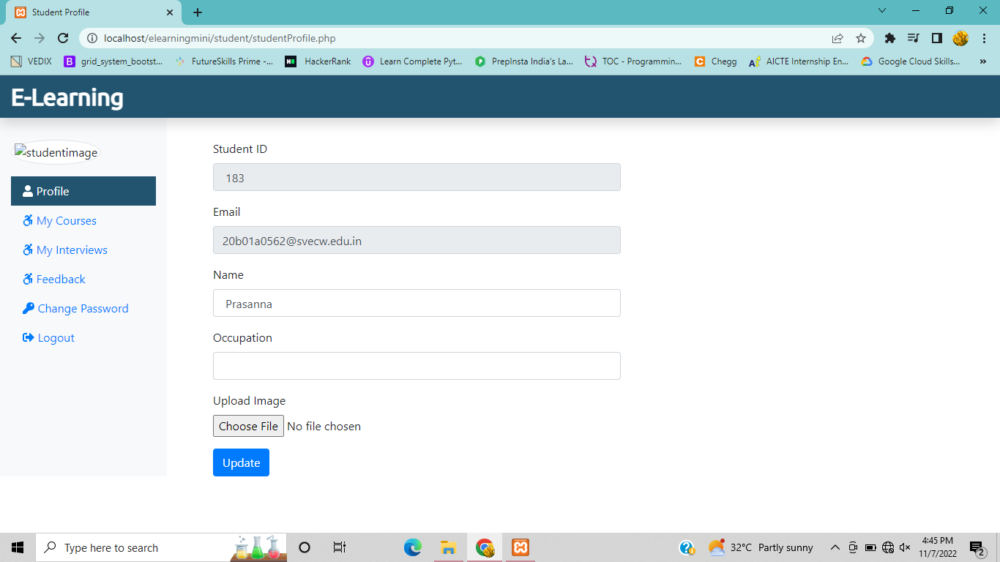 Student Profile
localhost/elearningmini/student/studentProfile.php
VEDIX
B
grid_system_bootst...
FutureSkills Prime -...
HackerRank
Learn Complete Pyt...
PrepInsta India's La...
TOC - Programmin...
Chegg
AICTE Internship En...
Google Cloud Skills...
»
E-Learning
studentimage
Profile
My Courses
My Interviews
Feedback
Change Password
Logout
Student ID
183
Email
20b01a0562@svecw.edu.in
Name
Prasanna
Occupation
Upload Image
Choose File No file chosen
Update
Type here to search
32°C Partly sunny
4:45 PM
11/7/2022
2